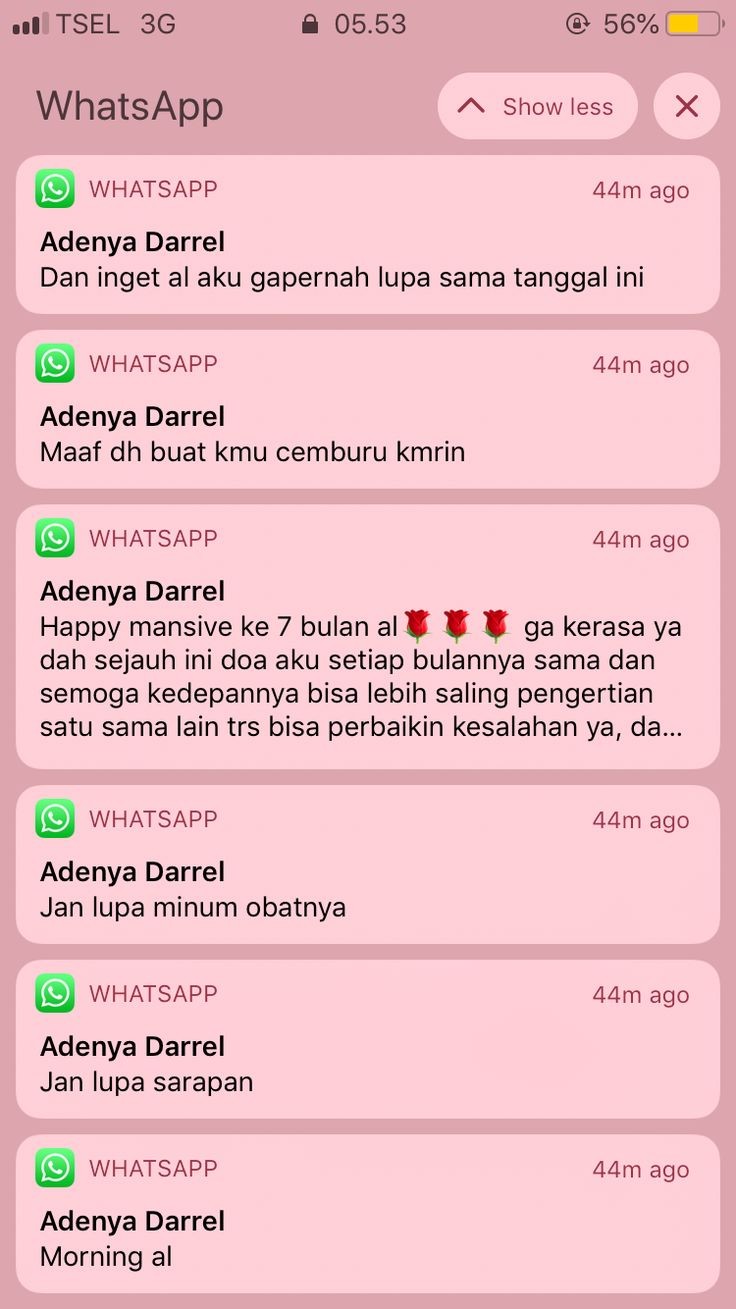 TSEL 3G 05.53 56%
WhatsApp Show less
WHATSAPP 44m ago
Adenya Darrel
Dan inget al aku gapernah lupa sama tanggal ini
WHATSAPP 44m ago
Adenya Darrel
Maaf dh buat kmu cemburu kmrin
WHATSAPP 44m ago
Adenya Darrel
Happy mansive ke 7 bulan al🌹🌹🌹 ga kerasa ya
dah sejauh ini doa aku setiap bulannya sama dan
semoga kedepannya bisa lebih saling pengertian
satu sama lain trs bisa perbaikin kesalahan ya, da...
WHATSAPP 44m ago
Adenya Darrel
Jan lupa minum obatnya
WHATSAPP 44m ago
Adenya Darrel
Jan lupa sarapan
WHATSAPP 44m ago
Adenya Darrel
Morning al